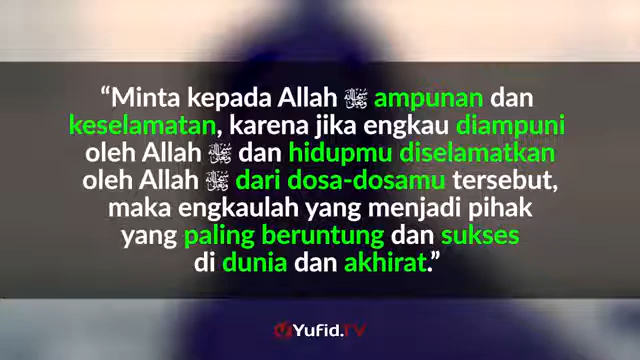 “Minta kepada Allah ﷻ ampunan dan
keselamatan, karena jika engkau diampuni
oleh Allah ﷻ dan hidupmu diselamatkan
oleh Allah ﷻ dari dosa-dosamu tersebut,
maka engkaulah yang menjadi pihak
yang paling beruntung dan sukses
di dunia dan akhirat.”
Yufid.TV